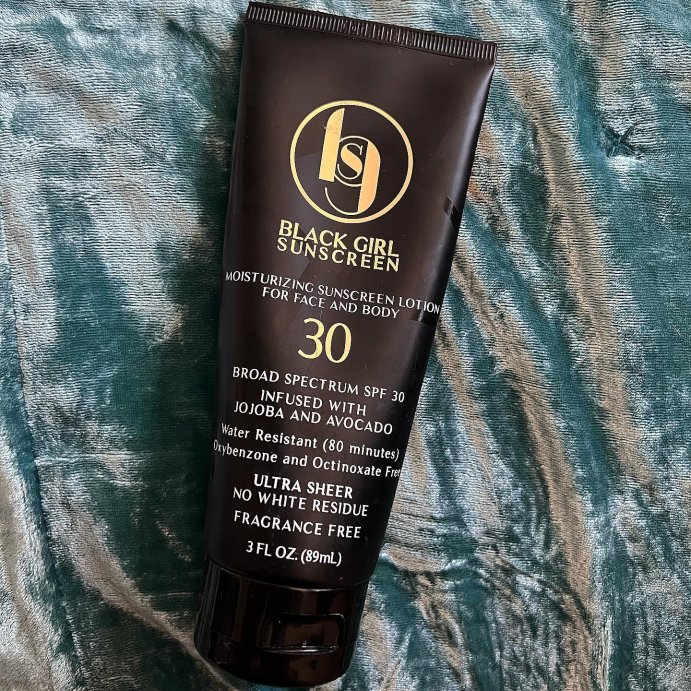 bsg
BLACK GIRL
SUNSCREEN
MOISTURIZING SUNSCREEN LOTION
FOR FACE AND BODY
30
BROAD SPECTRUM SPF 30
INFUSED WITH
JOJOBA AND AVOCADO
Water Resistant (80 minutes)
Oxybenzone and Octinoxate Free
ULTRA SHEER
NO WHITE RESIDUE
FRAGRANCE FREE
3 FL OZ. (89mL)